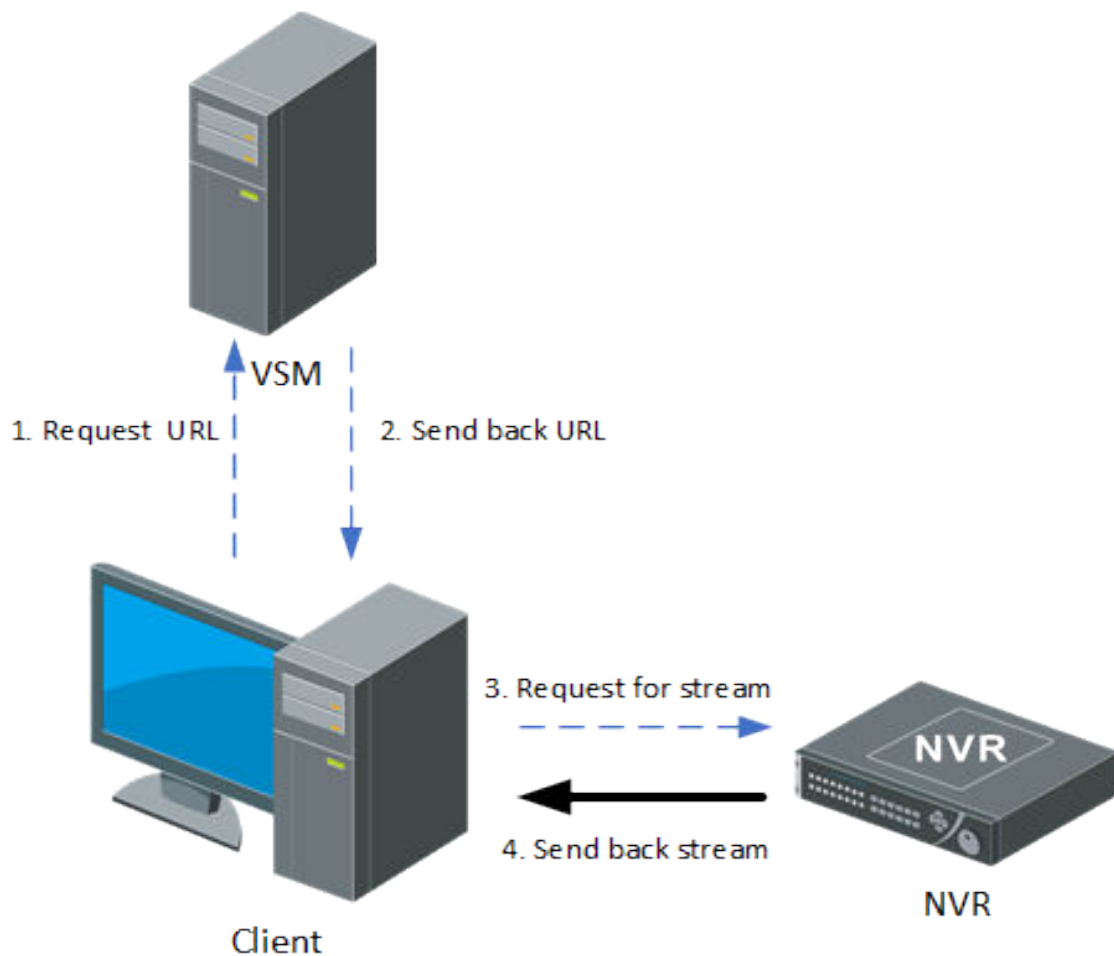 VSM
1. Request URL
2. Send back URL
3. Request for stream
NVR
4. Send back stream
NVR
Client